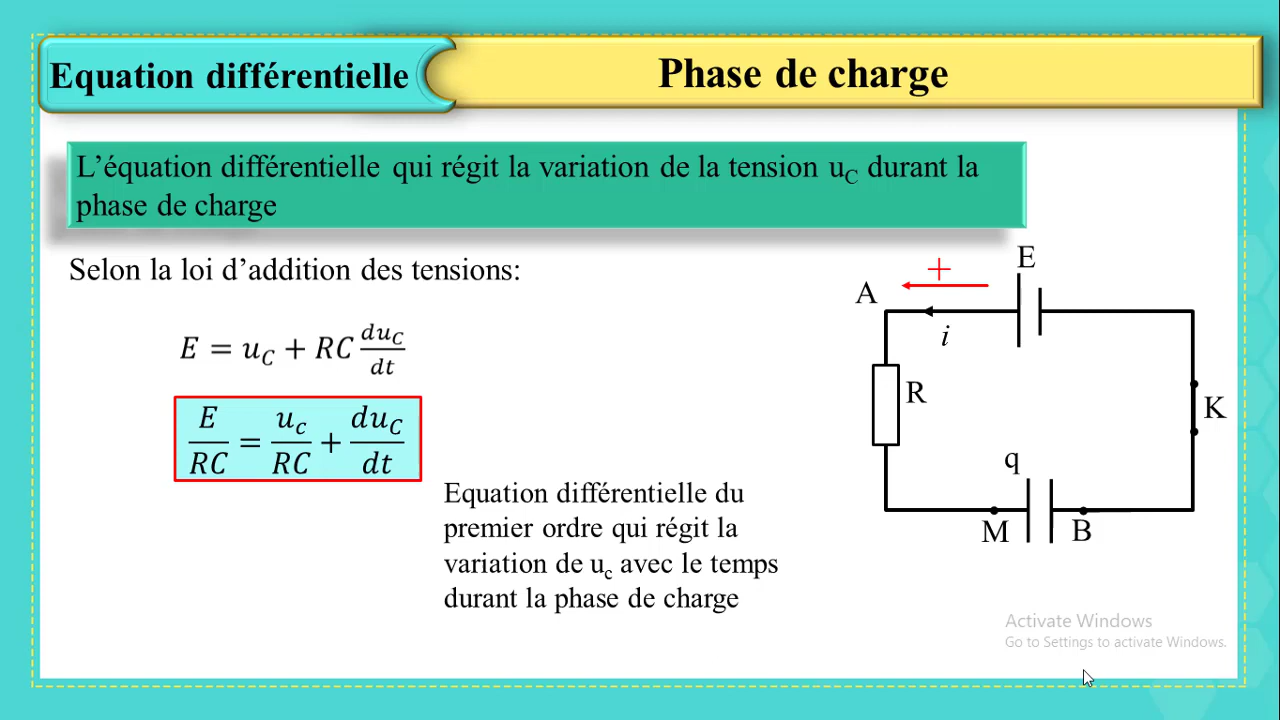 Equation différentielle
Phase de charge
L’équation différentielle qui régit la variation de la tension u_C durant la
phase de charge
Selon la loi d’addition des tensions:
E = u_C + RC du_C/dt
E/RC = u_c/RC + du_C/dt
Equation différentielle du
premier ordre qui régit la
variation de u_c avec le temps
durant la phase de charge
E
+
A
i
R
K
q
M
B
Activate Windows
Go to Settings to activate Windows.